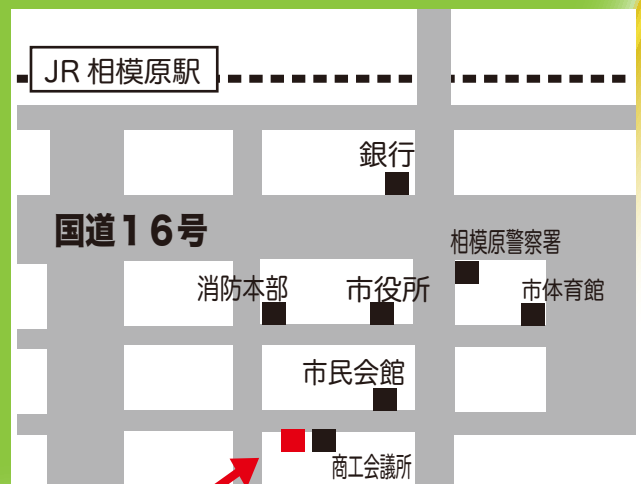 JR 相模原駅
銀行
国道16号
相模原警察署
消防本部
市役所
市体育館
市民会館
商工会議所